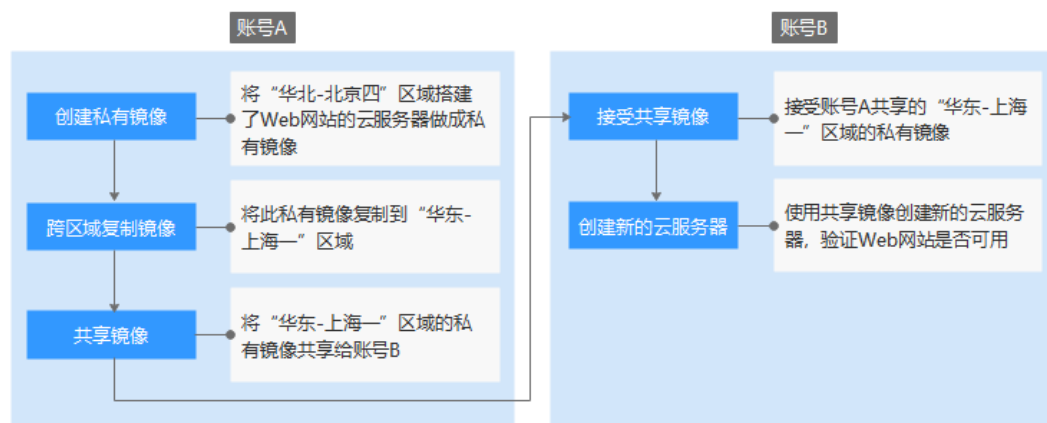 账号A
创建私有镜像
将“华北-北京四”区域搭建
了Web网站的云服务器做成私
有镜像
跨区域复制镜像
将此私有镜像复制到“华东-
上海一”区域
共享镜像
将“华东-上海一”区域的私
有镜像共享给账号B
账号B
接受共享镜像
接受账号A共享的“华东-上海
一”区域的私有镜像
创建新的云服务器
使用共享镜像创建新的云服务
器，验证Web网站是否可用